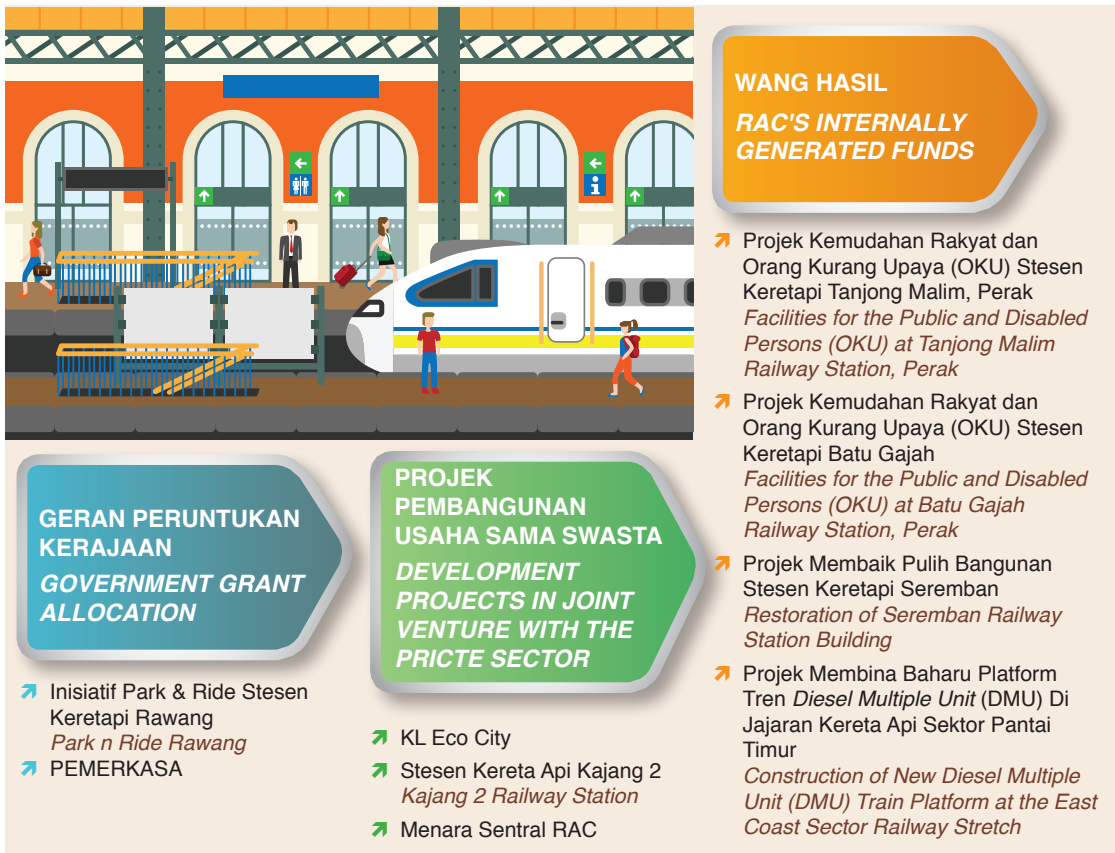 GERAN PERUNTUKAN
KERAJAAN
GOVERNMENT GRANT
ALLOCATION
Inisiatif Park & Ride Stesen
Keretapi Rawang
Park n Ride Rawang
PEMERKASA
PROJEK
PEMBANGUNAN
USAHA SAMA SWASTA
DEVELOPMENT
PROJECTS IN JOINT
VENTURE WITH THE
PRICTE SECTOR
KL Eco City
Stesen Kereta Api Kajang 2
Kajang 2 Railway Station
Menara Sentral RAC
WANG HASIL
RAC'S INTERNALLY
GENERATED FUNDS
Projek Kemudahan Rakyat dan
Orang Kurang Upaya (OKU) Stesen
Keretapi Tanjong Malim, Perak
Facilities for the Public and Disabled
Persons (OKU) at Tanjong Malim
Railway Station, Perak
Projek Kemudahan Rakyat dan
Orang Kurang Upaya (OKU) Stesen
Keretapi Batu Gajah
Facilities for the Public and Disabled
Persons (OKU) at Batu Gajah
Railway Station, Perak
Projek Membaik Pulih Bangunan
Stesen Keretapi Seremban
Restoration of Seremban Railway
Station Building
Projek Membina Baharu Platform
Tren Diesel Multiple Unit (DMU) Di
Jajaran Kereta Api Sektor Pantai
Timur
Construction of New Diesel Multiple
Unit (DMU) Train Platform at the East
Coast Sector Railway Stretch